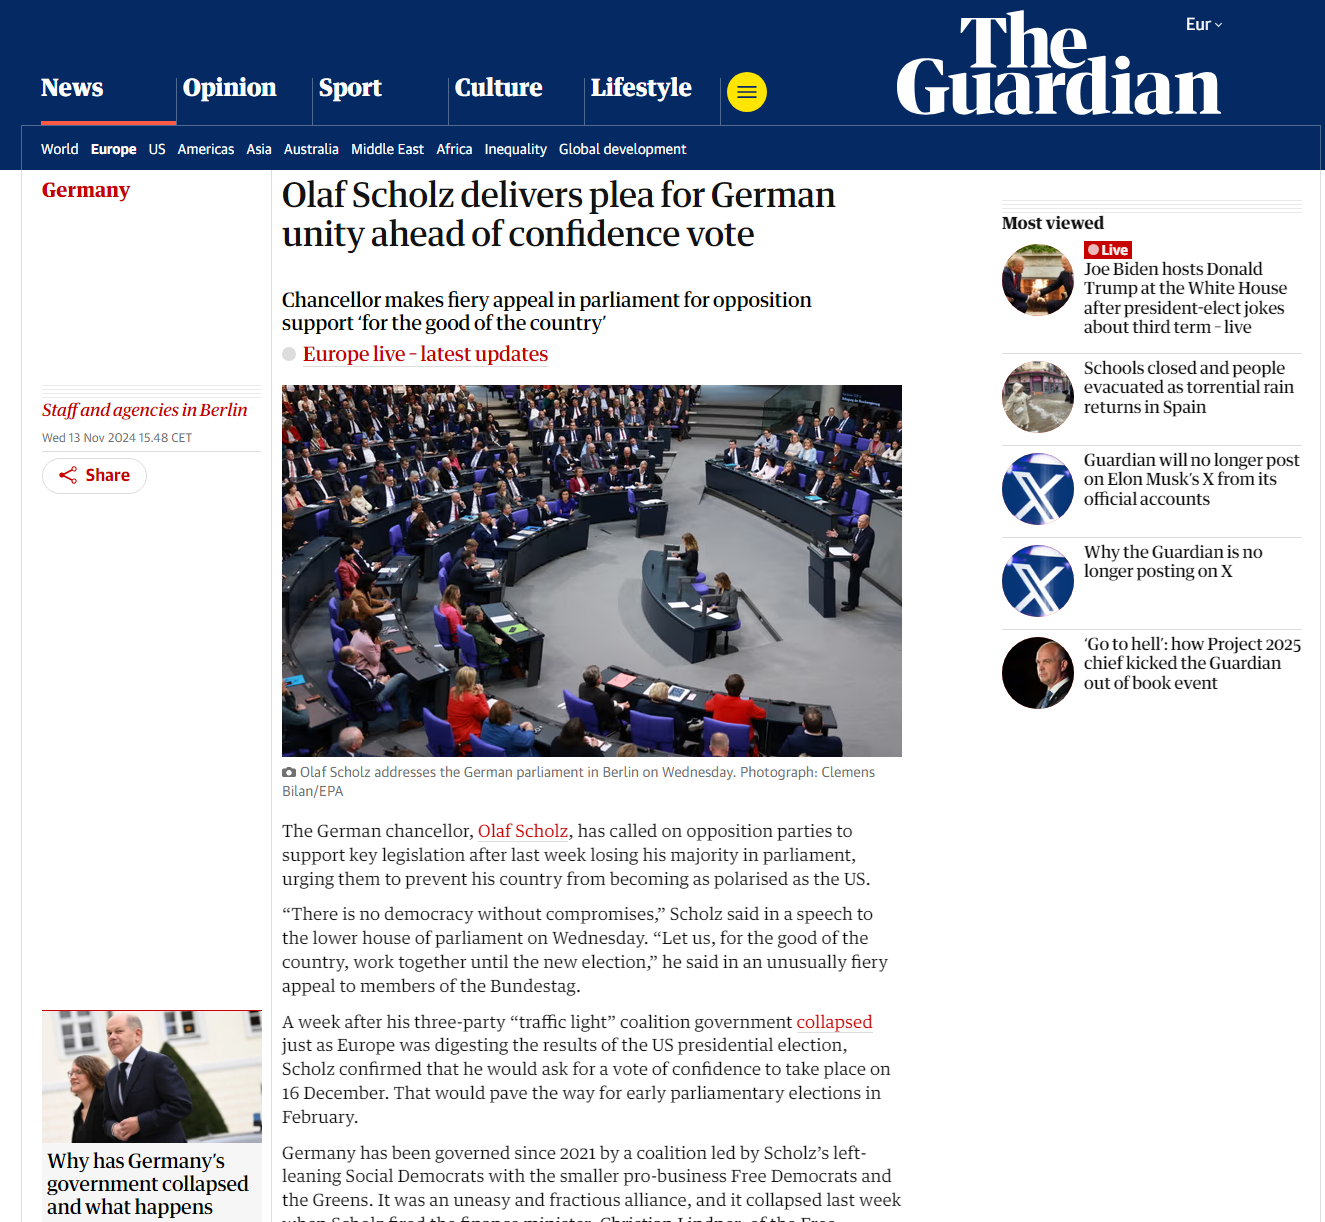 Eur
The
Guardian
News
Opinion
Sport
Culture
Lifestyle
World Europe US Americas Asia Australia Middle East Africa Inequality Global development
Germany
Olaf Scholz delivers plea for German
unity ahead of confidence vote
Chancellor makes fiery appeal in parliament for opposition
support ‘for the good of the country’
Europe live – latest updates
Staff and agencies in Berlin
Wed 13 Nov 2024 15.48 CET
Share
Olaf Scholz addresses the German parliament in Berlin on Wednesday. Photograph: Clemens
Bilan/EPA
The German chancellor, Olaf Scholz, has called on opposition parties to
support key legislation after last week losing his majority in parliament,
urging them to prevent his country from becoming as polarised as the US.
“There is no democracy without compromises,” Scholz said in a speech to
the lower house of parliament on Wednesday. “Let us, for the good of the
country, work together until the new election,” he said in an unusually fiery
appeal to members of the Bundestag.
A week after his three-party “traffic light” coalition government collapsed
just as Europe was digesting the results of the US presidential election,
Scholz confirmed that he would ask for a vote of confidence to take place on
16 December. That would pave the way for early parliamentary elections in
February.
Germany has been governed since 2021 by a coalition led by Scholz’s left-
leaning Social Democrats with the smaller pro-business Free Democrats and
the Greens. It was an uneasy and fractious alliance, and it collapsed last week
when Scholz fired the finance minister, Christian Lindner, of the Free
Why has Germany’s
government collapsed
and what happens
Most viewed
Live
Joe Biden hosts Donald
Trump at the White House
after president-elect jokes
about third term – live
Schools closed and people
evacuated as torrential rain
returns in Spain
Guardian will no longer post
on Elon Musk’s X from its
official accounts
Why the Guardian is no
longer posting on X
‘Go to hell’: how Project 2025
chief kicked the Guardian
out of book event